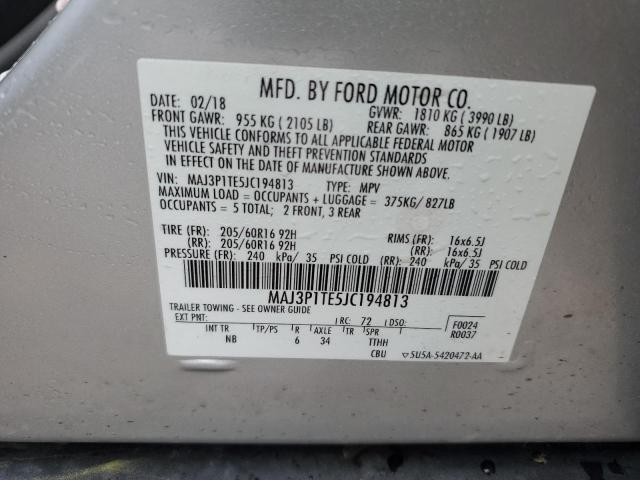 MFD. BY FORD MOTOR CO.
DATE: 02/18 GVWR: 1810 KG ( 3990 LB)
FRONT GAWR: 955 KG ( 2105 LB) REAR GAWR: 865 KG ( 1907 LB)
THIS VEHICLE CONFORMS TO ALL APPLICABLE FEDERAL MOTOR
VEHICLE SAFETY AND THEFT PREVENTION STANDARDS
IN EFFECT ON THE DATE OF MANUFACTURE SHOWN ABOVE.
VIN: MAJ3P1TE5JC194813 TYPE: MPV
MAXIMUM LOAD = OCCUPANTS + LUGGAGE = 375KG/ 827LB
OCCUPANTS = 5 TOTAL; 2 FRONT, 3 REAR
TIRE (FR): 205/60R16 92H RIMS (FR): 16x6.5J
(RR): 205/60R16 92H (RR): 16x6.5J
PRESSURE (FR): 240 kPa/ 35 PSI COLD (RR): 240 kPa/ 35 PSI COLD
MAJ3P1TE5JC194813
TRAILER TOWING - SEE OWNER GUIDE
EXT PNT: RC: 72 DSO: F0024
INT TR TP/PS R AXLE TR SPR R0037
NB 6 34 TTHH
CBU 5U5A-5420472-AA